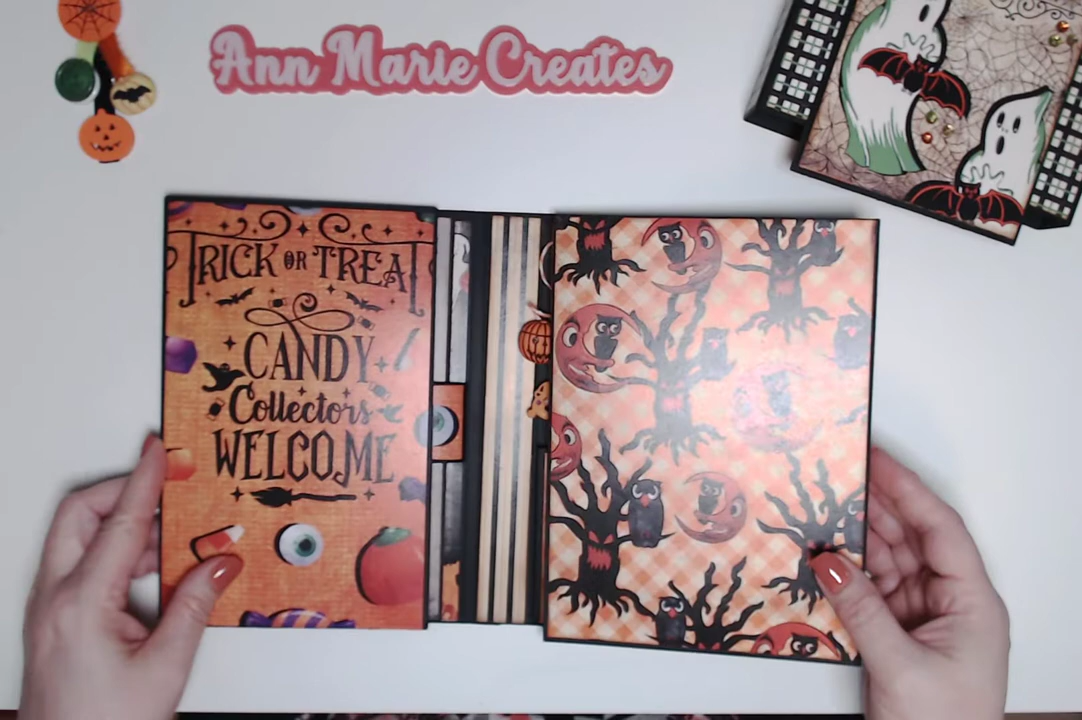 Ann Marie Creates
TRICK OR TREAT
CANDY
Collectors
WELCOME